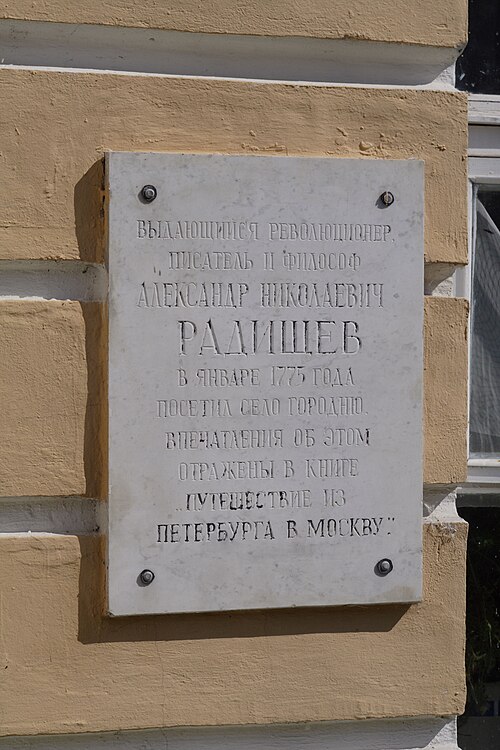 ВЫДАЮЩИЙСЯ РЕВОЛЮЦИОНЕР,
ПИСАТЕЛЬ И ФИЛОСОФ
АЛЕКСАНДР НИКОЛАЕВИЧ
РАДИЩЕВ
В ЯНВАРЕ 1775 ГОДА
ПОСЕТИЛ СЕЛО ГОРОДНЮ.
ВПЕЧАТЛЕНИЯ ОБ ЭТОМ
ОТРАЖЕНЫ В КНИГЕ
„ПУТЕШЕСТВИЕ ИЗ
ПЕТЕРБУРГА В МОСКВУ".